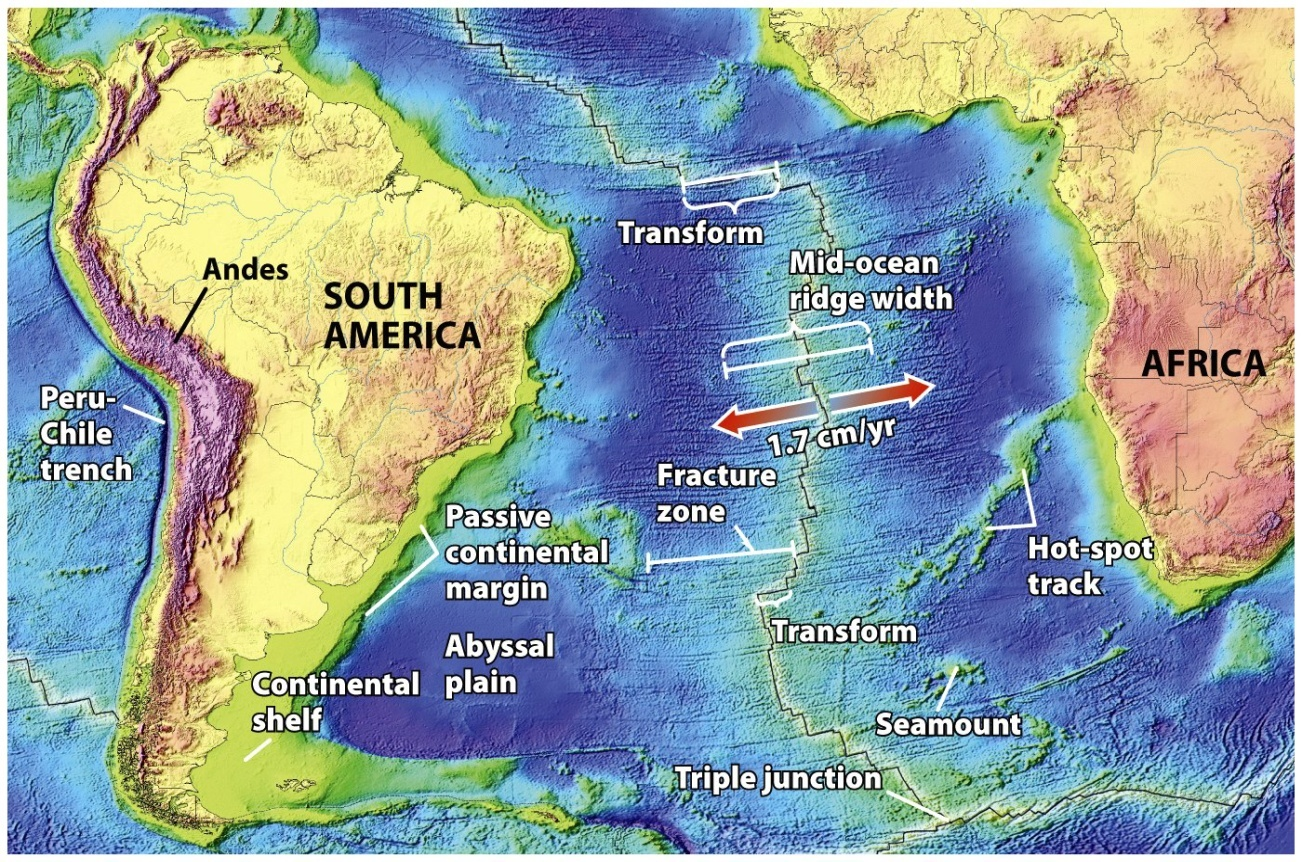 Transform
Mid-ocean
ridge width
Andes
SOUTH
AMERICA
AFRICA
Peru-
Chile
trench
1.7 cm/yr
Fracture
zone
Passive
continental
margin
Hot-spot
track
Transform
Abyssal
plain
Continental
shelf
Seamount
Triple junction